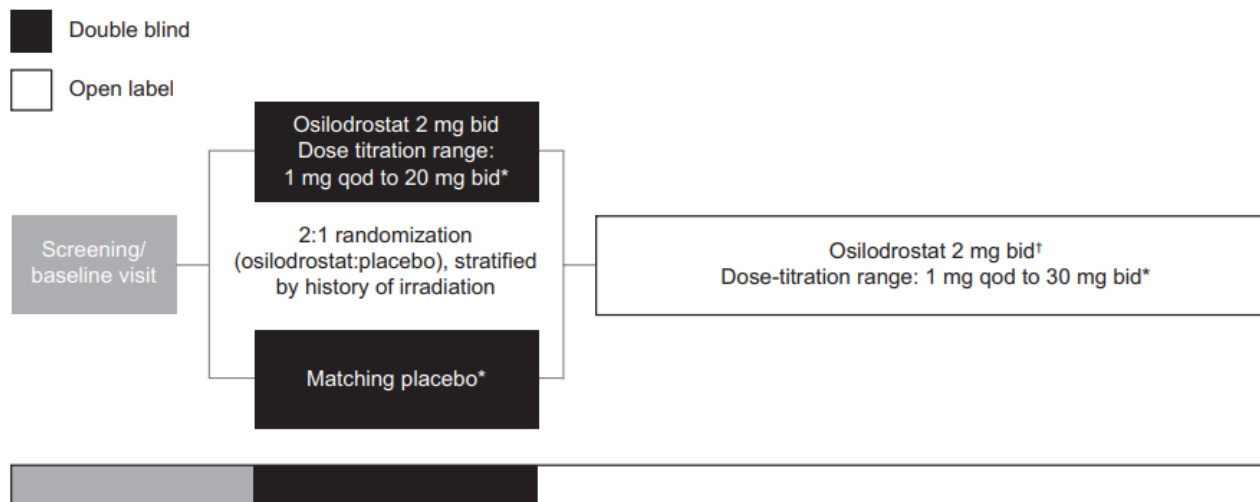 Double blind
Open label
Osilodrostat 2 mg bid
Dose titration range:
1 mg qod to 20 mg bid*
Screening/
baseline visit
2:1 randomization
(osilodrostat:placebo), stratified
by history of irradiation
Matching placebo*
Osilodrostat 2 mg bid†
Dose-titration range: 1 mg qod to 30 mg bid*